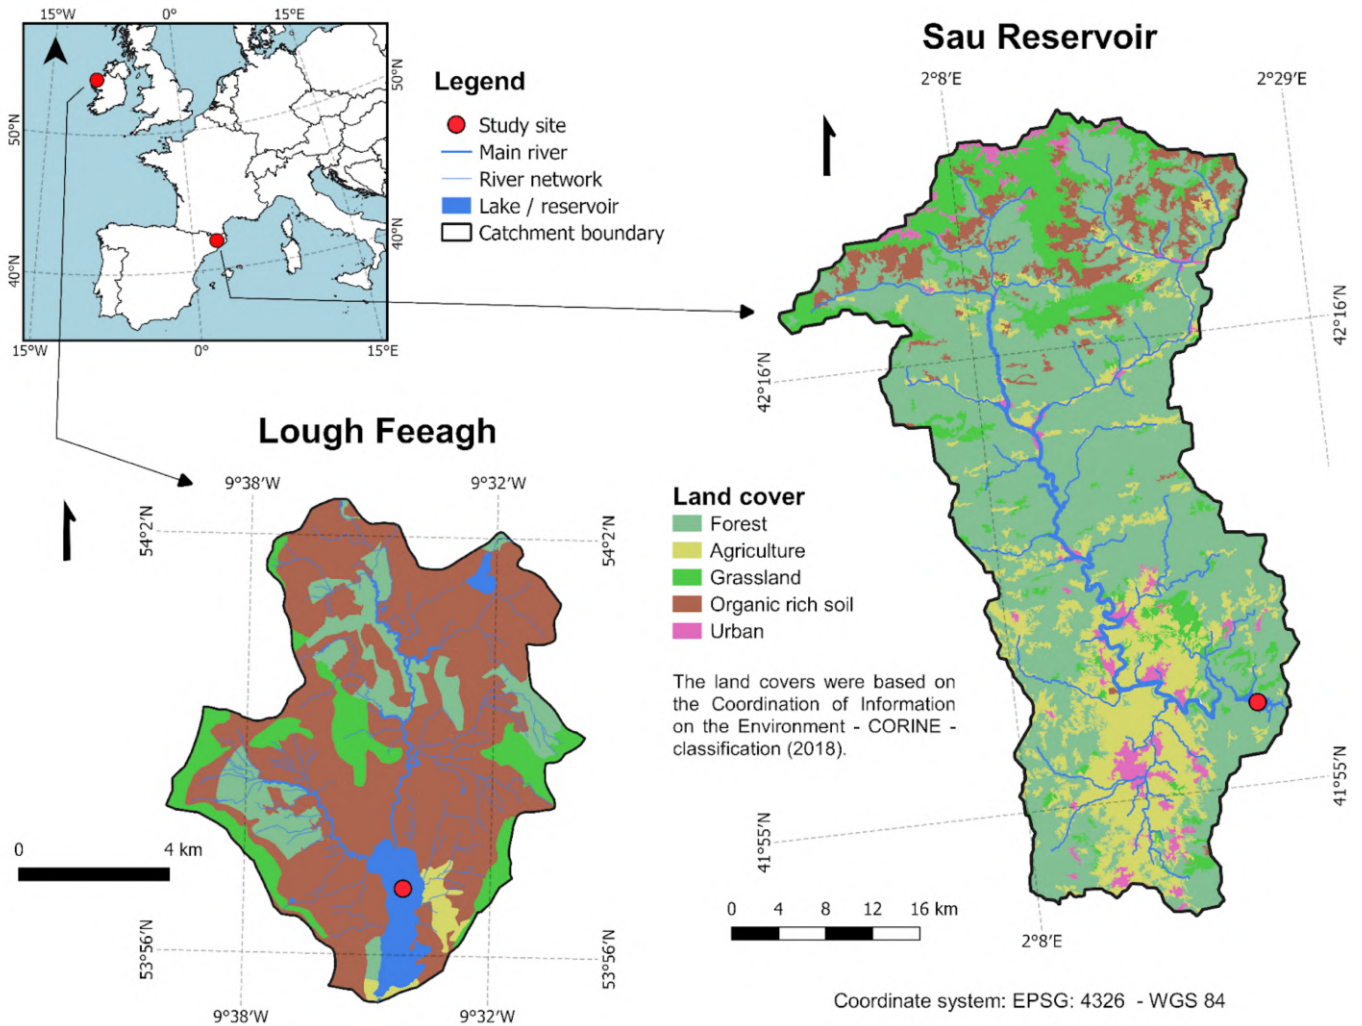 15°W
0°
15°E
50°N
50°N
40°N
40°N
15°W
0°
15°E
Legend
Study site
Main river
River network
Lake / reservoir
Catchment boundary
Sau Reservoir
2°8′E
2°29′E
42°16′N
42°16′N
41°55′N
41°55′N
2°8′E
0 4 8 12 16 km
Lough Feeagh
9°38′W
9°32′W
54°2′N
54°2′N
0 4 km
53°56′N
53°56′N
9°38′W
9°32′W
Land cover
Forest
Agriculture
Grassland
Organic rich soil
Urban
The land covers were based on
the Coordination of Information
on the Environment - CORINE -
classification (2018).
Coordinate system: EPSG: 4326 - WGS 84